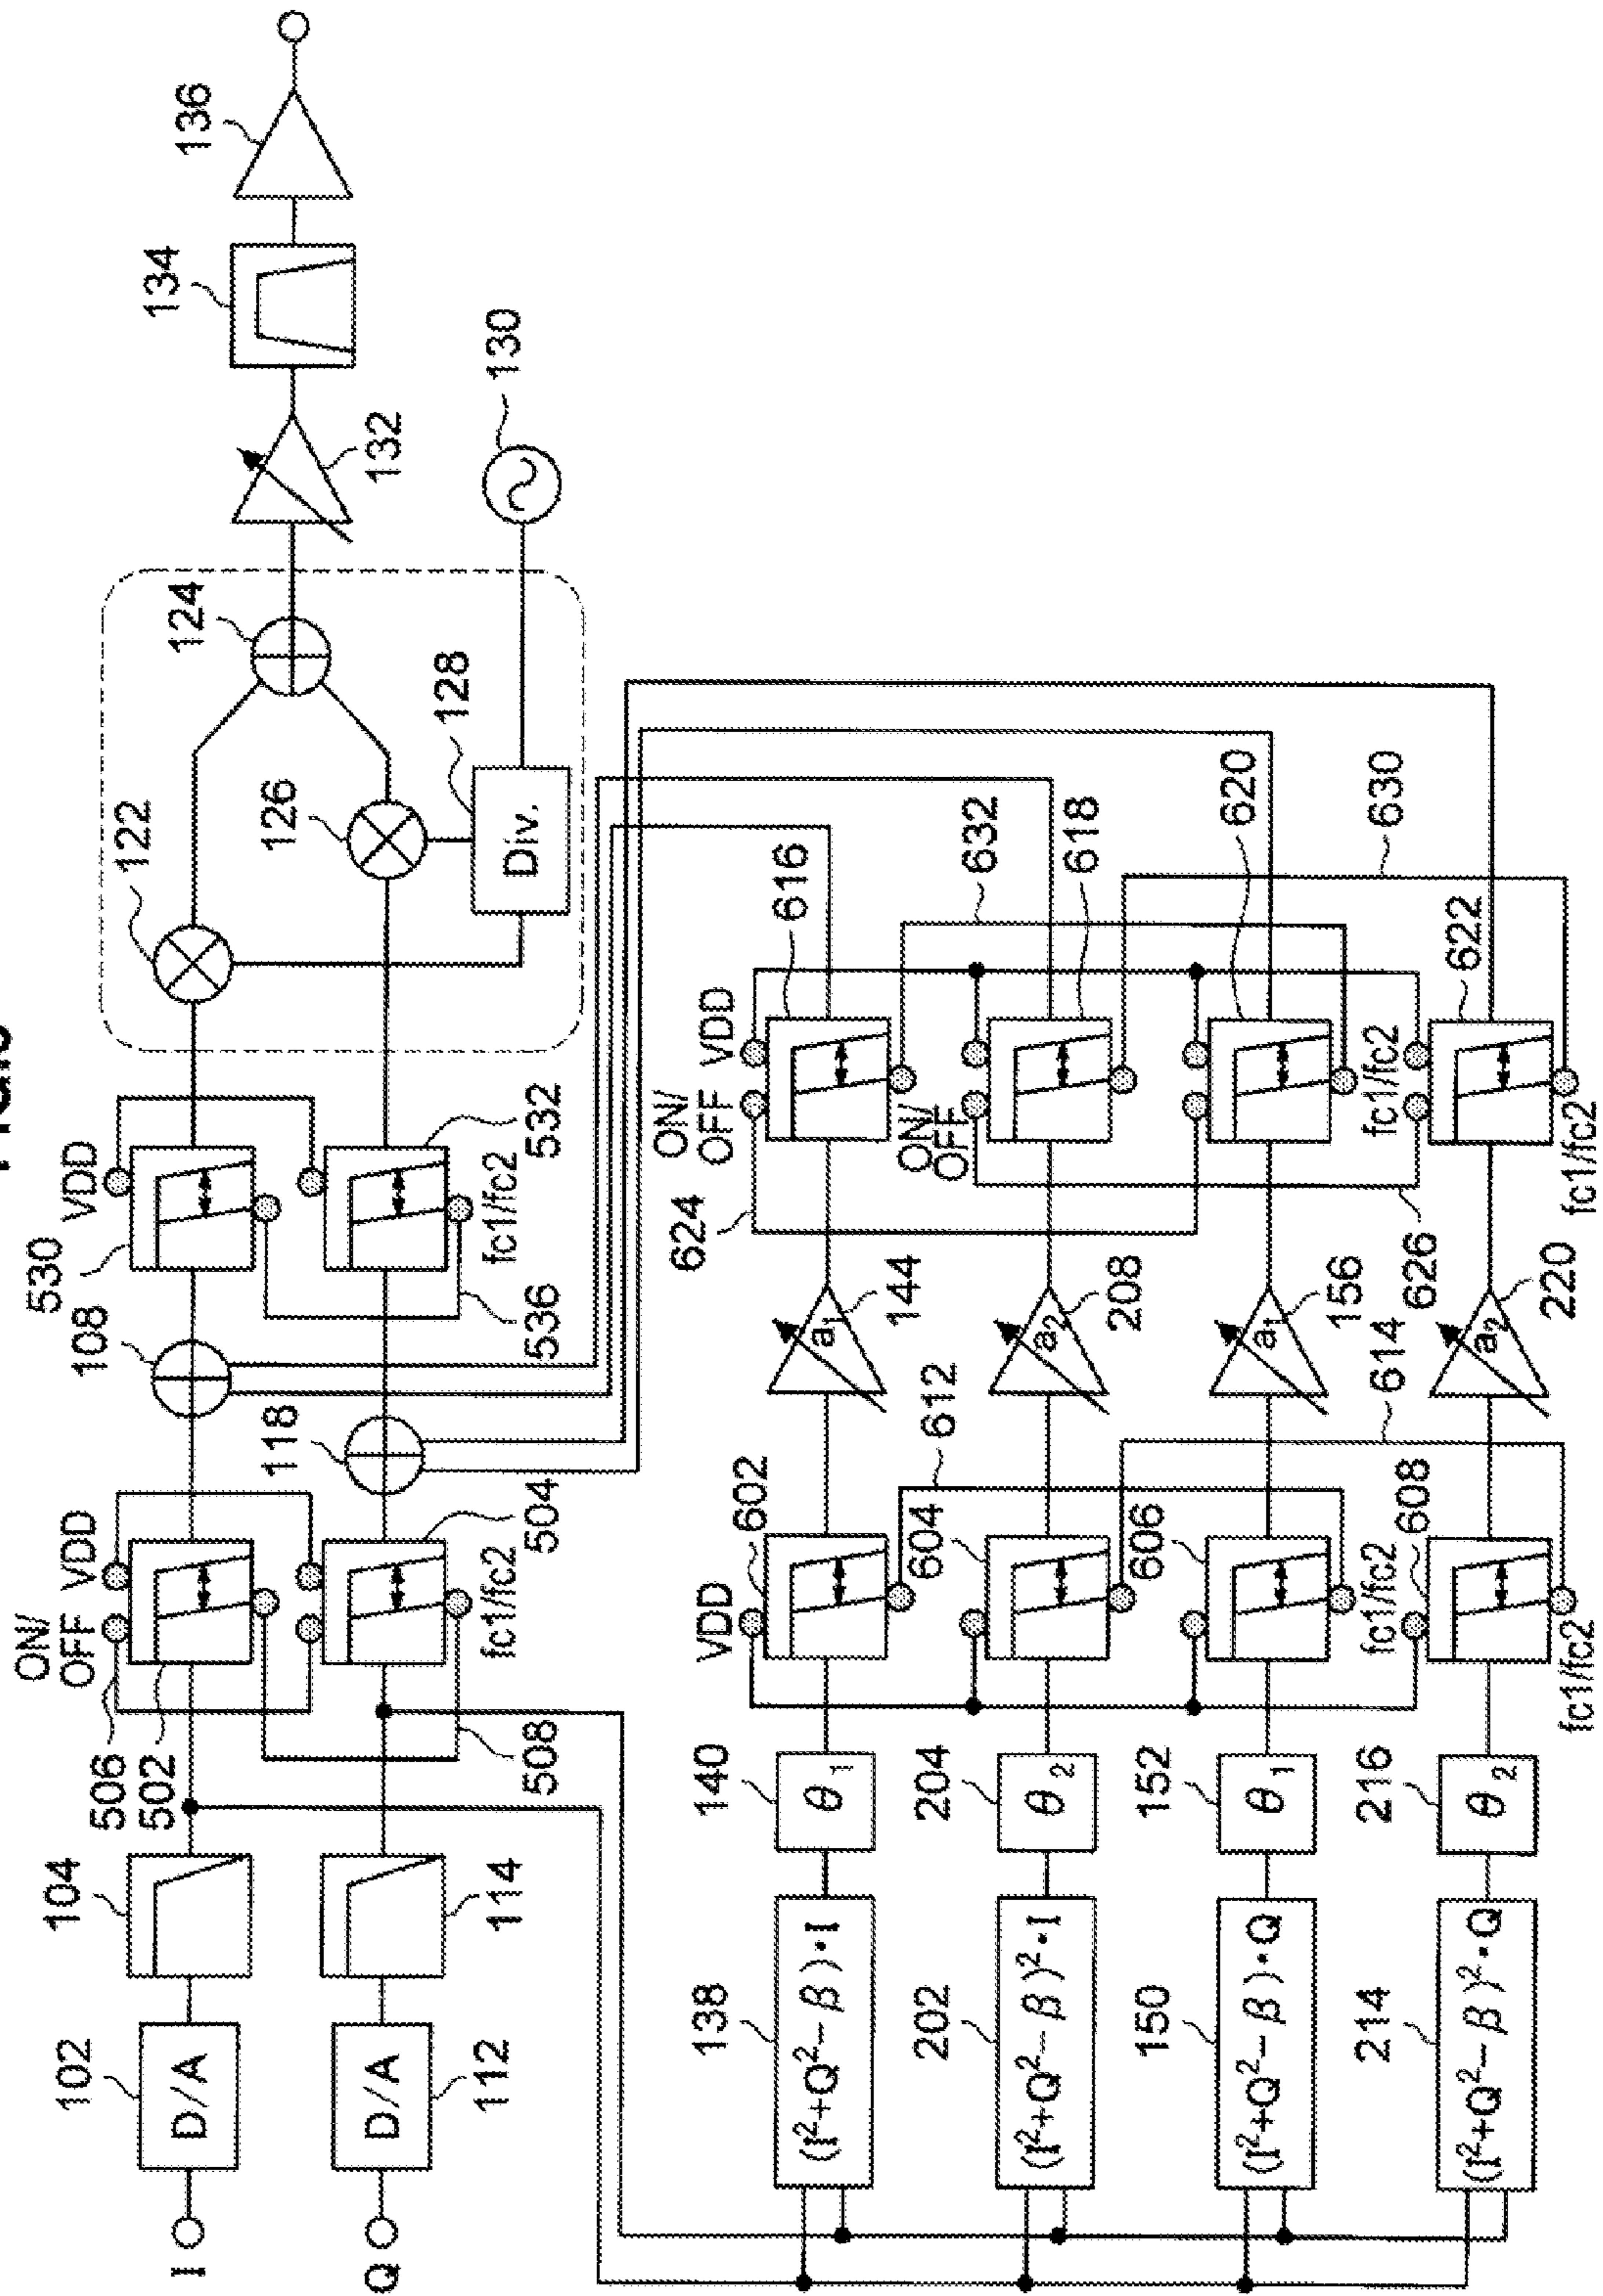 136
134
132
130
124
128
122
126
Div.
VDD
530
532
fc1/fc2
536
108
118
ON/
OFF VDD
504
fc1/fc2
506
502
508
104
114
102
D/A
112
D/A
I
Q
616
632
618
620
630
622
ON/
OFF VDD
ON/
OFF
fc1/fc2
fc1/fc2
624
626
144
a1
208
a2
156
a1
220
a2
612
614
602
604
606
608
VDD
fc1/fc2
fc1/fc2
140
θ1
204
θ2
152
θ1
216
θ2
138
(I²+Q²−β)•I
202
(I²+Q²−β)²•I
150
(I²+Q²−β)•Q
214
(I²+Q²−β)²•Q